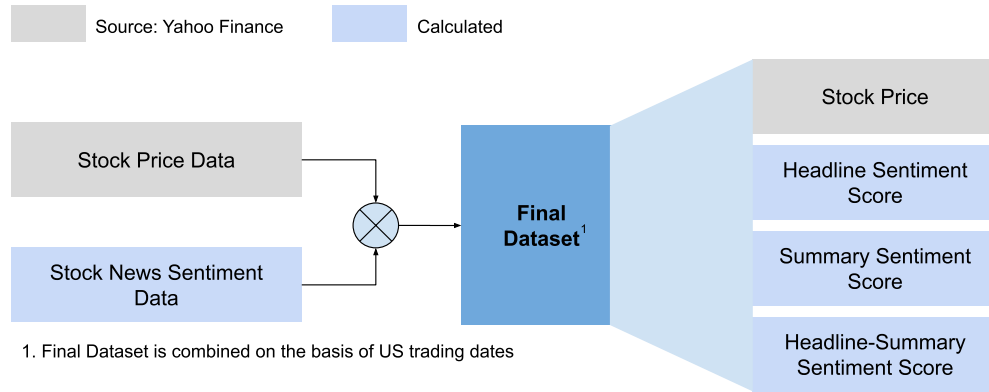 Source: Yahoo Finance
Calculated
Stock Price Data
Stock News Sentiment
Data
Final
Dataset1
Stock Price
Headline Sentiment
Score
Summary Sentiment
Score
Headline-Summary
Sentiment Score
1. Final Dataset is combined on the basis of US trading dates